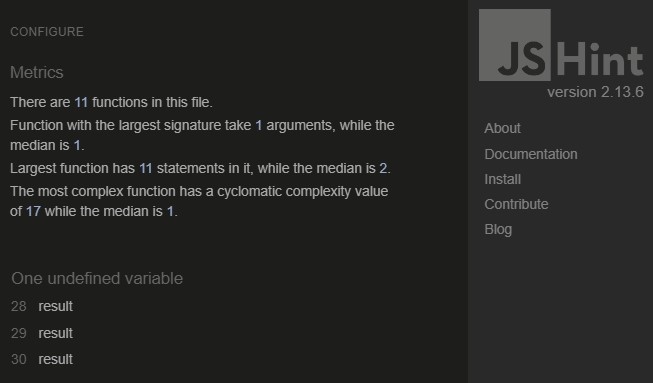 CONFIGURE
Metrics
There are 11 functions in this file.
Function with the largest signature take 1 arguments, while the
median is 1.
Largest function has 11 statements in it, while the median is 2.
The most complex function has a cyclomatic complexity value
of 17 while the median is 1.
One undefined variable
28 result
29 result
30 result
JSHint
version 2.13.6
About
Documentation
Install
Contribute
Blog